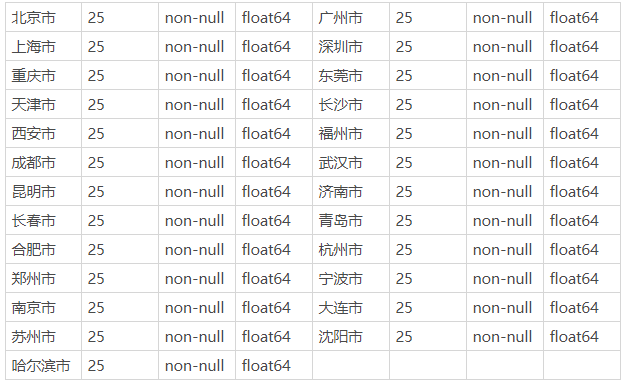 北京市 25 non-null float64 广州市 25 non-null float64
上海市 25 non-null float64 深圳市 25 non-null float64
重庆市 25 non-null float64 东莞市 25 non-null float64
天津市 25 non-null float64 长沙市 25 non-null float64
西安市 25 non-null float64 福州市 25 non-null float64
成都市 25 non-null float64 武汉市 25 non-null float64
昆明市 25 non-null float64 济南市 25 non-null float64
长春市 25 non-null float64 青岛市 25 non-null float64
合肥市 25 non-null float64 杭州市 25 non-null float64
郑州市 25 non-null float64 宁波市 25 non-null float64
南京市 25 non-null float64 大连市 25 non-null float64
苏州市 25 non-null float64 沈阳市 25 non-null float64
哈尔滨市 25 non-null float64